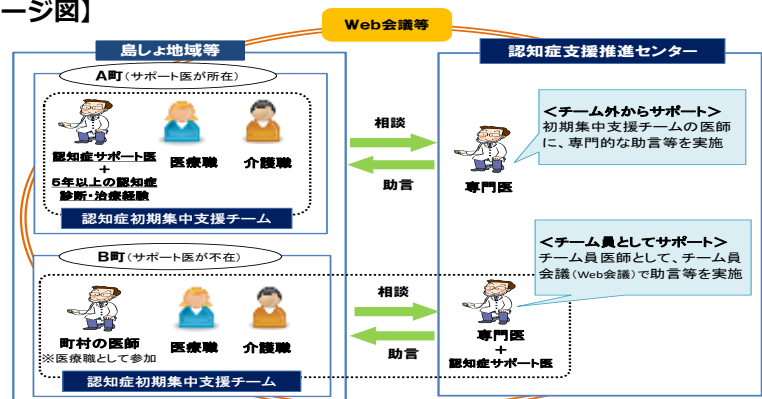 ージ図】
Web会議等
島しょ地域等
認知症支援推進センター
A町(サポート医が所在)
認知症サポート医
+
5年以上の認知症
診断・治療経験
医療職
介護職
認知症初期集中支援チーム
相談
助言
専門医
<チーム外からサポート>
初期集中支援チームの医師
に、専門的な助言等を実施
B町(サポート医が不在)
町村の医師
※医療職として参加
医療職
介護職
認知症初期集中支援チーム
相談
助言
専門医
+
認知症サポート医
<チーム員としてサポート>
チーム員医師として、チーム員
会議(Web会議)で助言等を実施